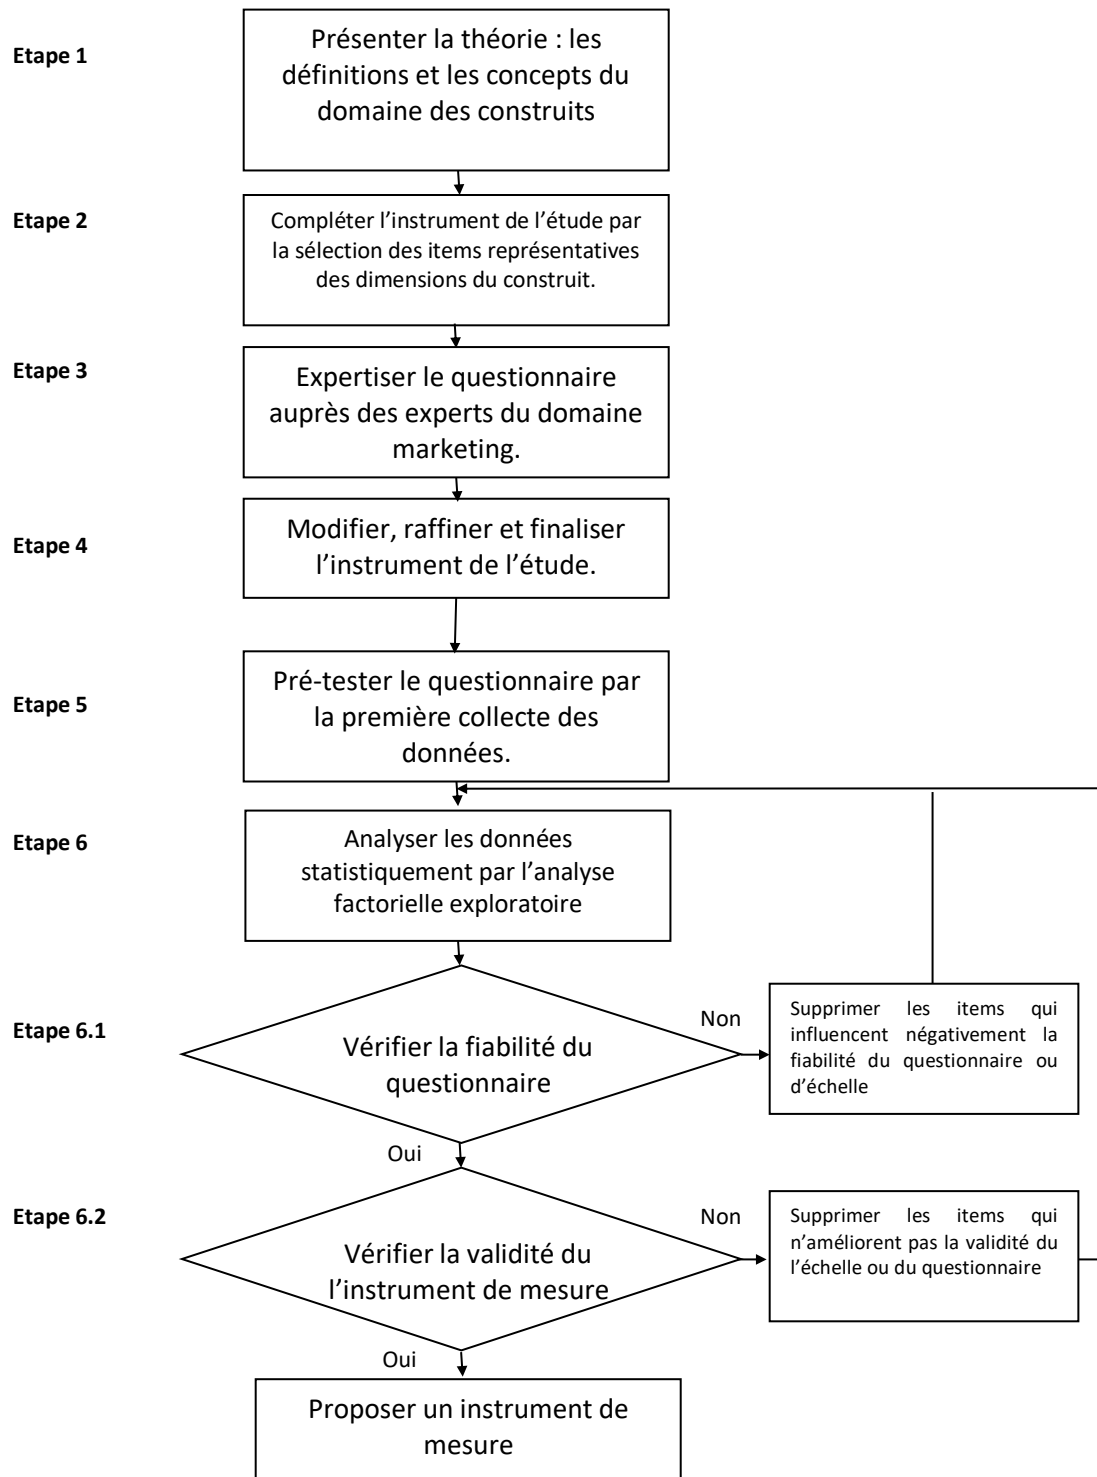 Etape 1
Présenter la théorie : les
définitions et les concepts du
domaine des construits
Etape 2
Compléter l’instrument de l’étude par
la sélection des items représentatives
des dimensions du construit.
Etape 3
Expertiser le questionnaire
auprès des experts du domaine
marketing.
Etape 4
Modifier, raffiner et finaliser
l’instrument de l’étude.
Etape 5
Pré-tester le questionnaire par
la première collecte des
données.
Etape 6
Analyser les données
statistiquement par l’analyse
factorielle exploratoire
Etape 6.1
Vérifier la fiabilité du
questionnaire
Non
Supprimer les items qui
influencent négativement la
fiabilité du questionnaire ou
d’échelle
Oui
Etape 6.2
Vérifier la validité du
l’instrument de mesure
Non
Supprimer les items qui
n’améliorent pas la validité du
l’échelle ou du questionnaire
Oui
Proposer un instrument de
mesure